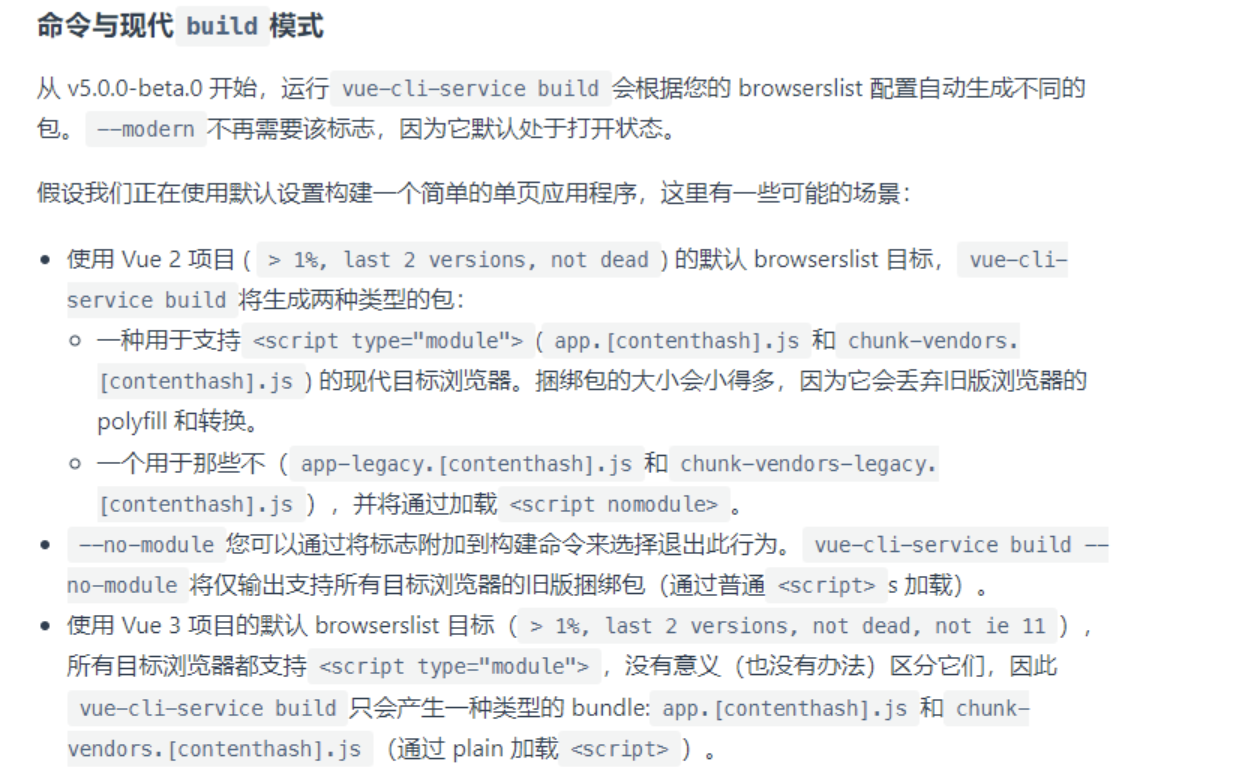 命令与现代 build 模式
从 v5.0.0-beta.0 开始，运行 vue-cli-service build 会根据您的 browserslist 配置自动生成不同的
包。 --modern 不再需要该标志，因为它默认处于打开状态。
假设我们正在使用默认设置构建一个简单的单页应用程序，这里有一些可能的场景：
• 使用 Vue 2 项目 ( > 1%, last 2 versions, not dead ) 的默认 browserslist 目标， vue-cli-
service build 将生成两种类型的包：
○ 一种用于支持 <script type="module"> ( app.[contenthash].js 和 chunk-vendors.
[contenthash].js ) 的现代目标浏览器。捆绑包的大小会小得多，因为它会丢弃旧版浏览器的
polyfill 和转换。
○ 一个用于那些不（ app-legacy.[contenthash].js 和 chunk-vendors-legacy.
[contenthash].js ），并将通过加载 <script nomodule> 。
• --no-module 您可以通过将标志附加到构建命令来选择退出此行为。 vue-cli-service build --
no-module 将仅输出支持所有目标浏览器的旧版捆绑包（通过普通 <script> s 加载）。
• 使用 Vue 3 项目的默认 browserslist 目标（ > 1%, last 2 versions, not dead, not ie 11 ），
所有目标浏览器都支持 <script type="module"> ，没有意义（也没有办法）区分它们，因此
vue-cli-service build 只会产生一种类型的 bundle: app.[contenthash].js 和 chunk-
vendors.[contenthash].js （通过 plain 加载 <script> ）。